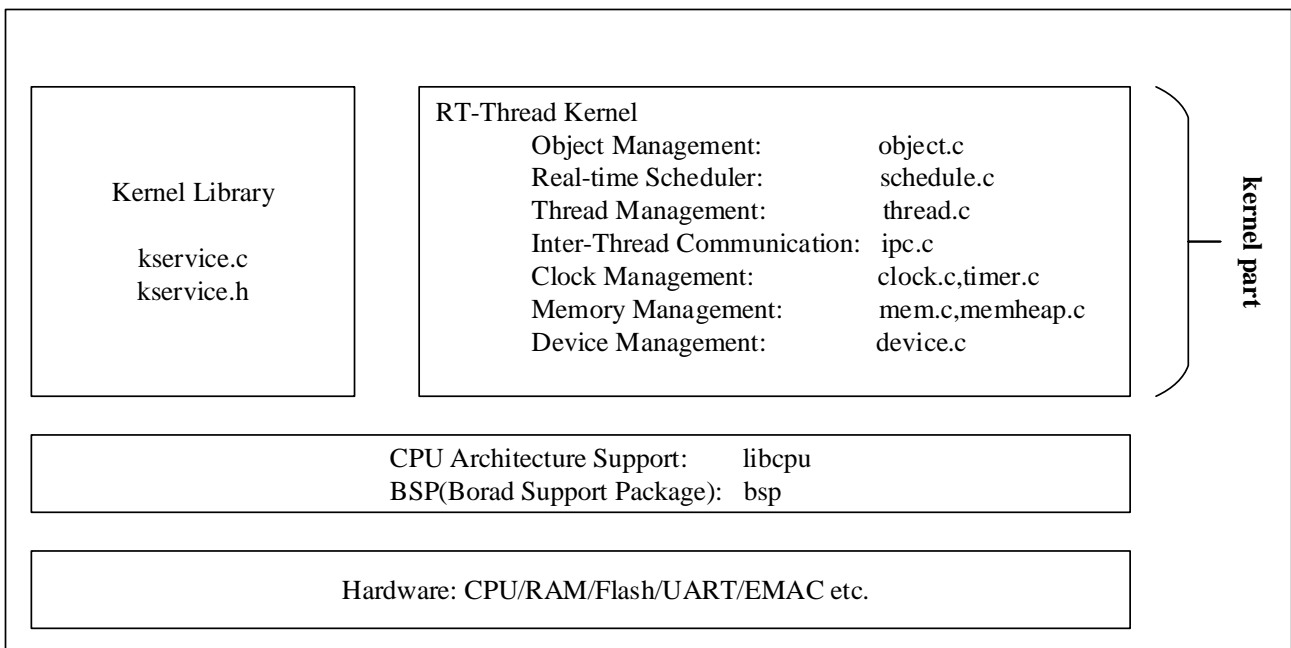 Kernel Library
kservice.c
kservice.h
RT-Thread Kernel
Object Management: object.c
Real-time Scheduler: schedule.c
Thread Management: thread.c
Inter-Thread Communication: ipc.c
Clock Management: clock.c,timer.c
Memory Management: mem.c,memheap.c
Device Management: device.c
kernel part
CPU Architecture Support: libcpu
BSP(Borad Support Package): bsp
Hardware: CPU/RAM/Flash/UART/EMAC etc.